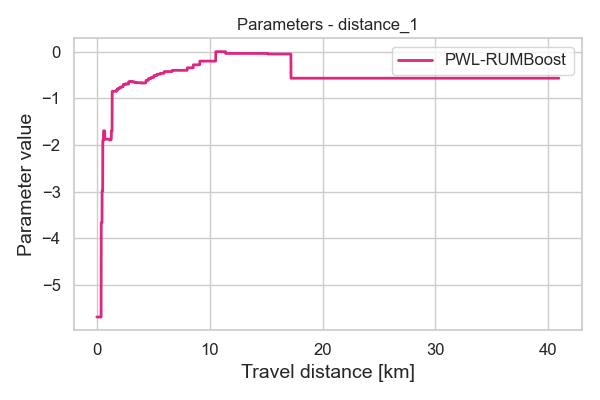 Parameters - distance_1
PWL-RUMBoost
Parameter value
0
−1
−2
−3
−4
−5
0 10 20 30 40
Travel distance [km]